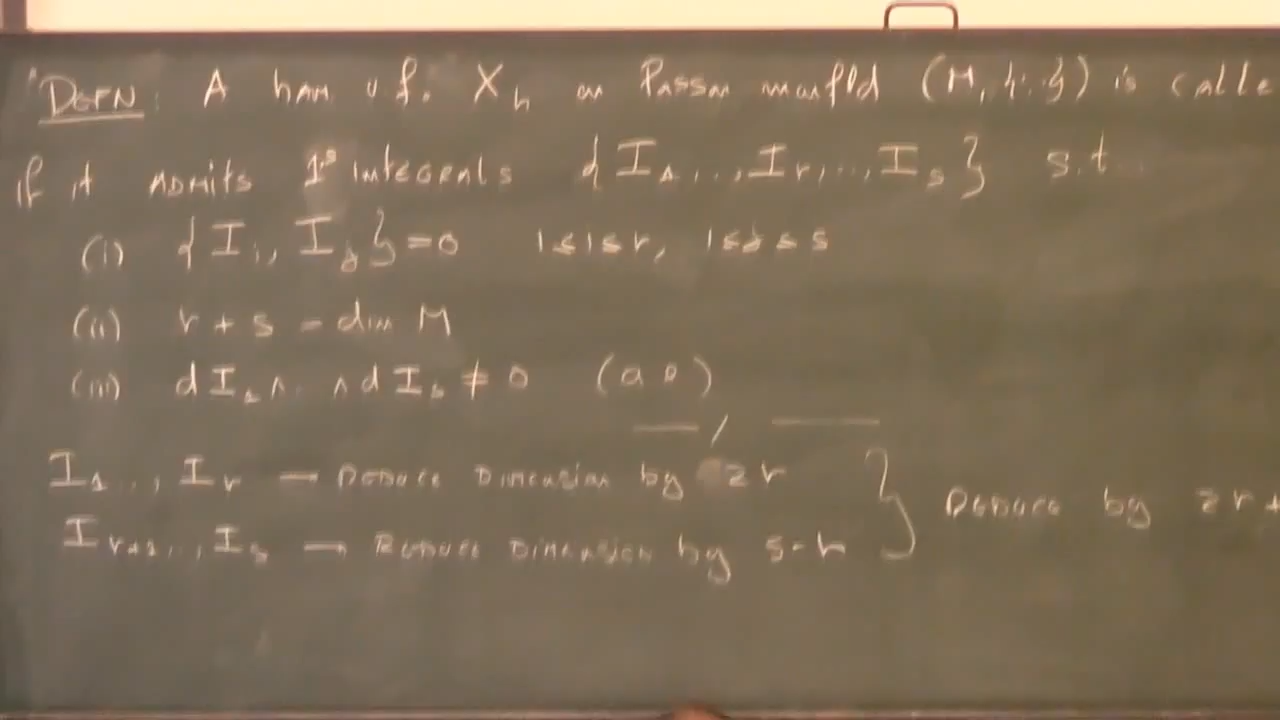 DEFN: A HAM v.f. X_h on Poisson manifold (M, {·,·}) is calle
If it ADMITS 1st INTEGRALS {I_1,..,I_r,..,I_s} s.t.
(i) {I_i, I_j}=0 1≤i≤r, 1≤j≤s
(ii) r + s = dim M
(iii) dI_1∧..∧dI_s ≠ 0 (a.e)
I_1..,I_r → REDUCE DIMENSION by 2r
I_{r+1}..,I_s → REDUCE DIMENSION by s-r
} REDUCE by 2r+